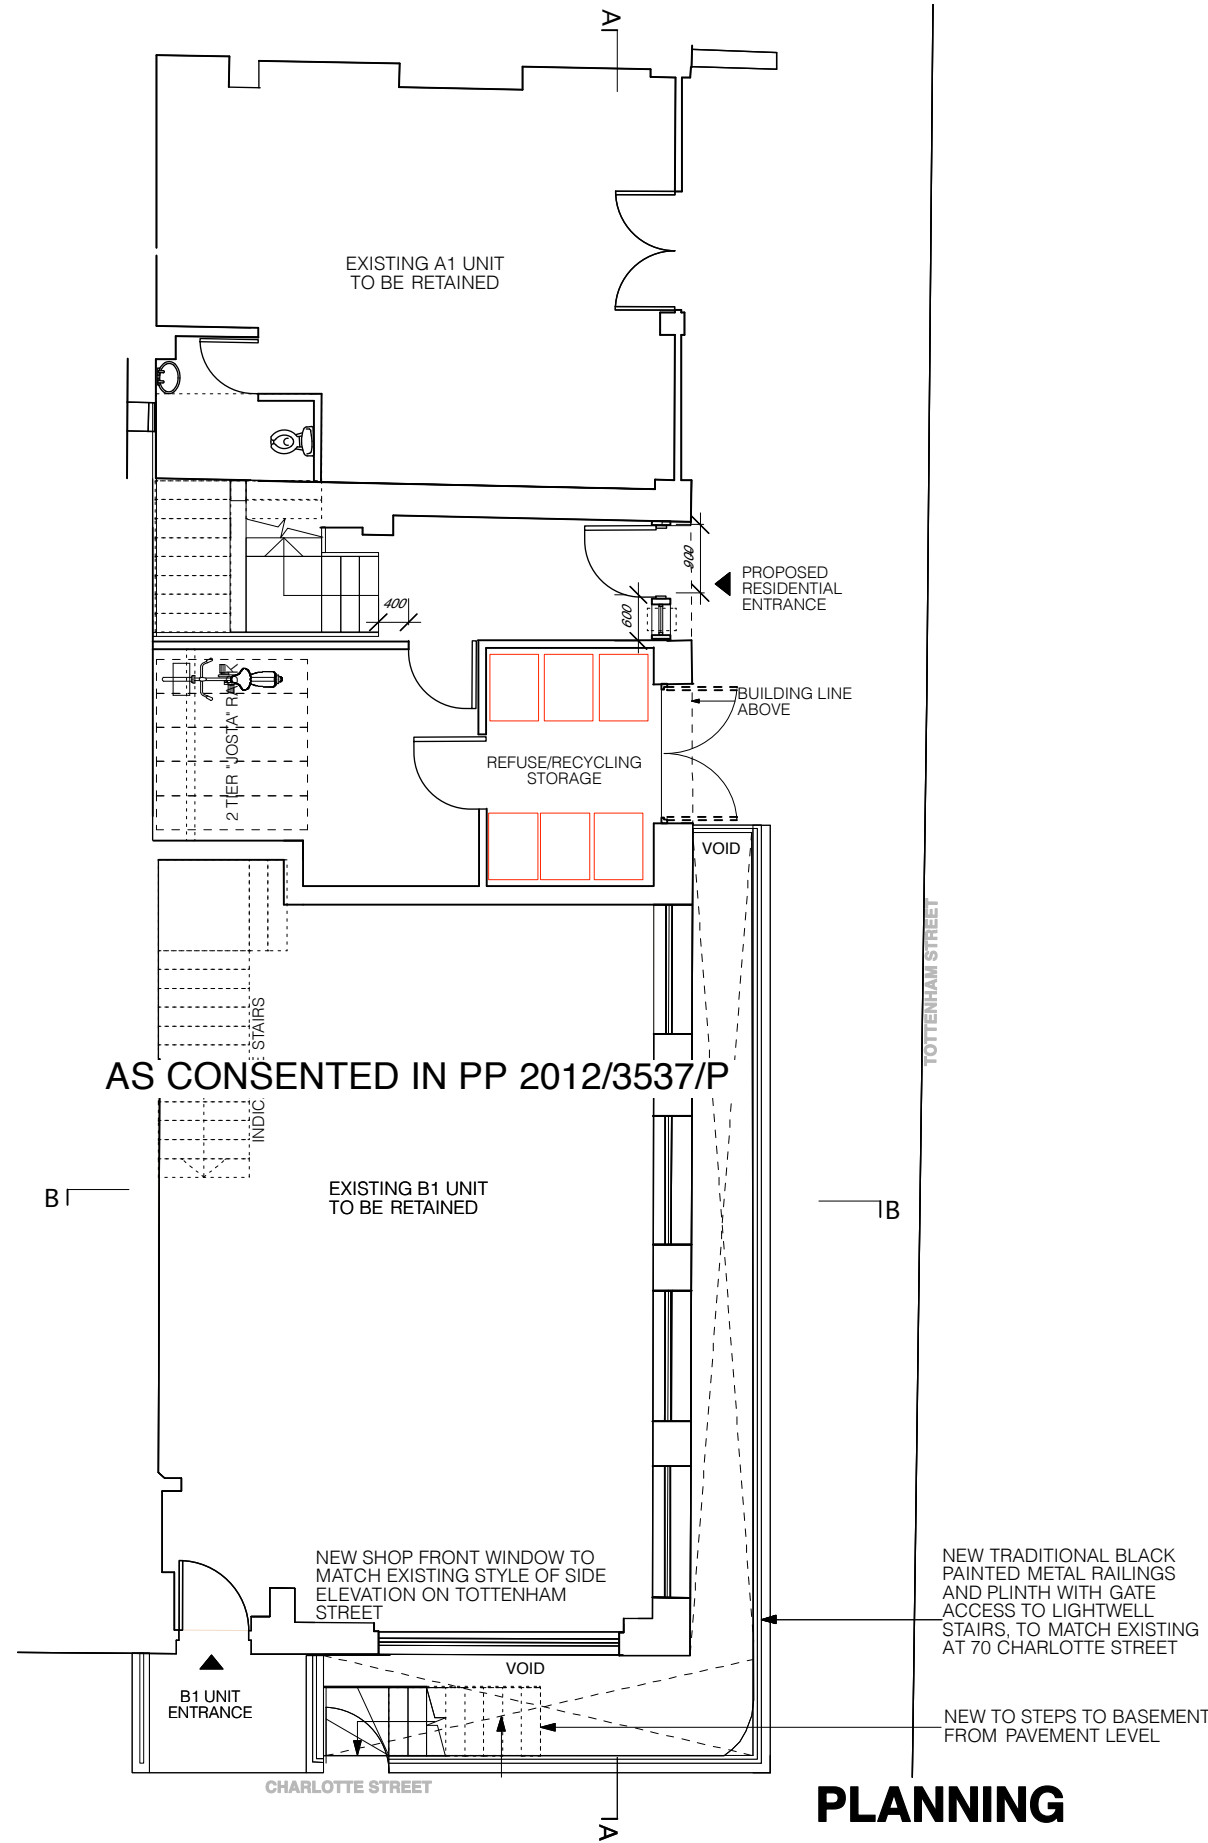 A
EXISTING A1 UNIT
TO BE RETAINED
900
PROPOSED
RESIDENTIAL
ENTRANCE
400
600
BUILDING LINE
ABOVE
2 TIER "JOSTA" RACK
REFUSE/RECYCLING
STORAGE
VOID
TOTTENHAM STREET
STAIRS
AS CONSENTED IN PP 2012/3537/P
B
EXISTING B1 UNIT
TO BE RETAINED
B
NEW SHOP FRONT WINDOW TO
MATCH EXISTING STYLE OF SIDE
ELEVATION ON TOTTENHAM
STREET
NEW TRADITIONAL BLACK
PAINTED METAL RAILINGS
AND PLINTH WITH GATE
ACCESS TO LIGHTWELL
STAIRS, TO MATCH EXISTING
AT 70 CHARLOTTE STREET
VOID
B1 UNIT
ENTRANCE
NEW TO STEPS TO BASEMENT
FROM PAVEMENT LEVEL
CHARLOTTE STREET
PLANNING
A